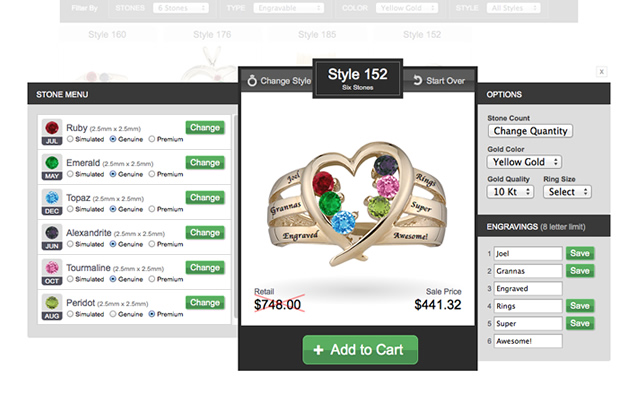 Filter By STONES 6 Stones TYPE Engravable COLOR Yellow Gold STYLE All Styles
Style 160 Style 176 Style 185 Style 152
STONE MENU
Ruby (2.5mm x 2.5mm) Change
JUL Simulated Genuine Premium
Emerald (2.5mm x 2.5mm) Change
MAY Simulated Genuine Premium
Topaz (2.5mm x 2.5mm) Change
DEC Simulated Genuine Premium
Alexandrite (2.5mm x 2.5mm) Change
JUN Simulated Genuine Premium
Tourmaline (2.5mm x 2.5mm) Change
OCT Simulated Genuine Premium
Peridot (2.5mm x 2.5mm) Change
AUG Simulated Genuine Premium
Change Style
Style 152
Six Stones
Start Over
Joel Rings
Grannas Super
Engraved Awesome!
Retail Sale Price
$748.00 $441.32
+ Add to Cart
x
OPTIONS
Stone Count
Change Quantity
Gold Color
Yellow Gold
Gold Quality Ring Size
10 Kt Select
ENGRAVINGS (8 letter limit)
1 Joel Save
2 Grannas Save
3 Engraved
4 Rings Save
5 Super Save
6 Awesome!